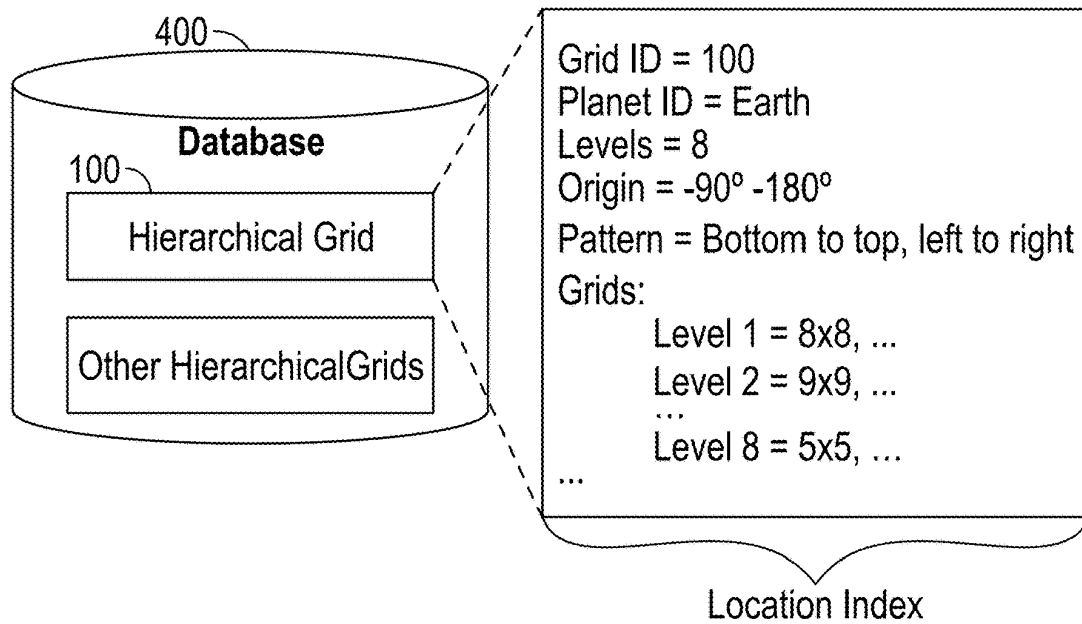 400
Database
100
Hierarchical Grid
Other HierarchicalGrids
Grid ID = 100
Planet ID = Earth
Levels = 8
Origin = -90º -180º
Pattern = Bottom to top, left to right
Grids:
Level 1 = 8x8, ...
Level 2 = 9x9, ...
...
Level 8 = 5x5, ...
...
Location Index